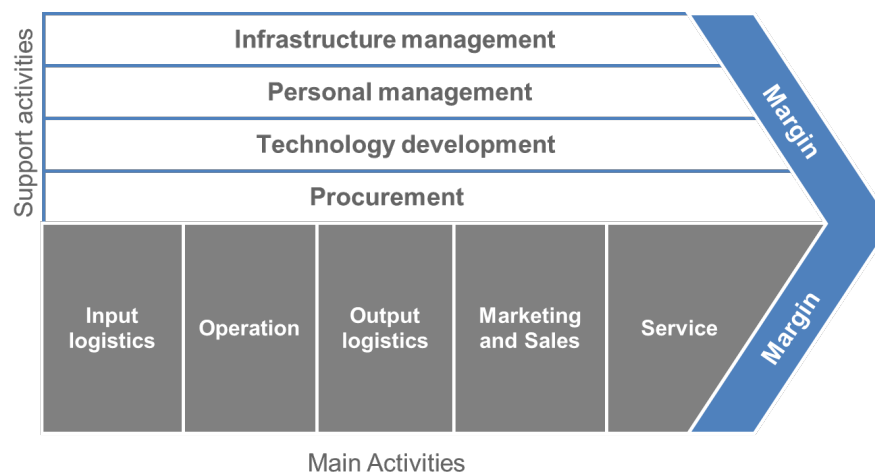 Support activities
Infrastructure management
Personal management
Technology development
Procurement
Margin
Input
logistics
Operation
Output
logistics
Marketing
and Sales
Service
Margin
Main Activities